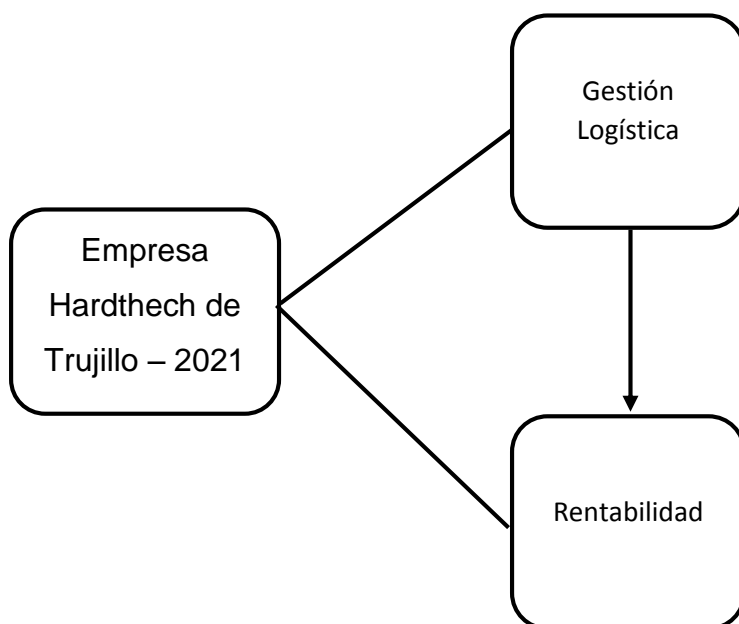 Gestión
Logística
Empresa
Hardthech de
Trujillo – 2021
Rentabilidad